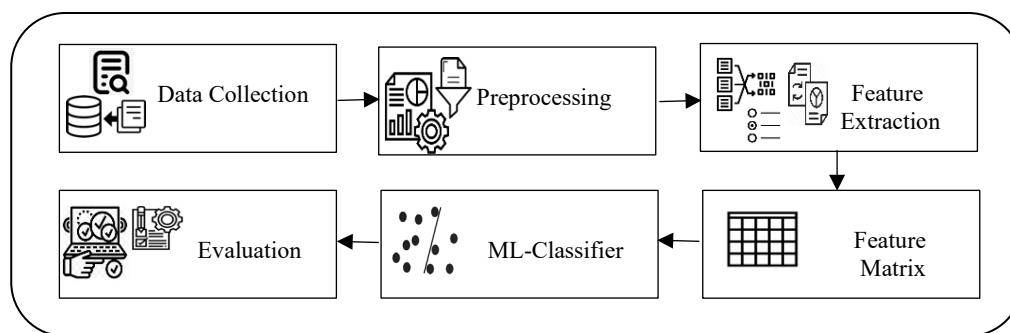 Data Collection
Preprocessing
Feature
Extraction
Evaluation
ML-Classifier
Feature
Matrix